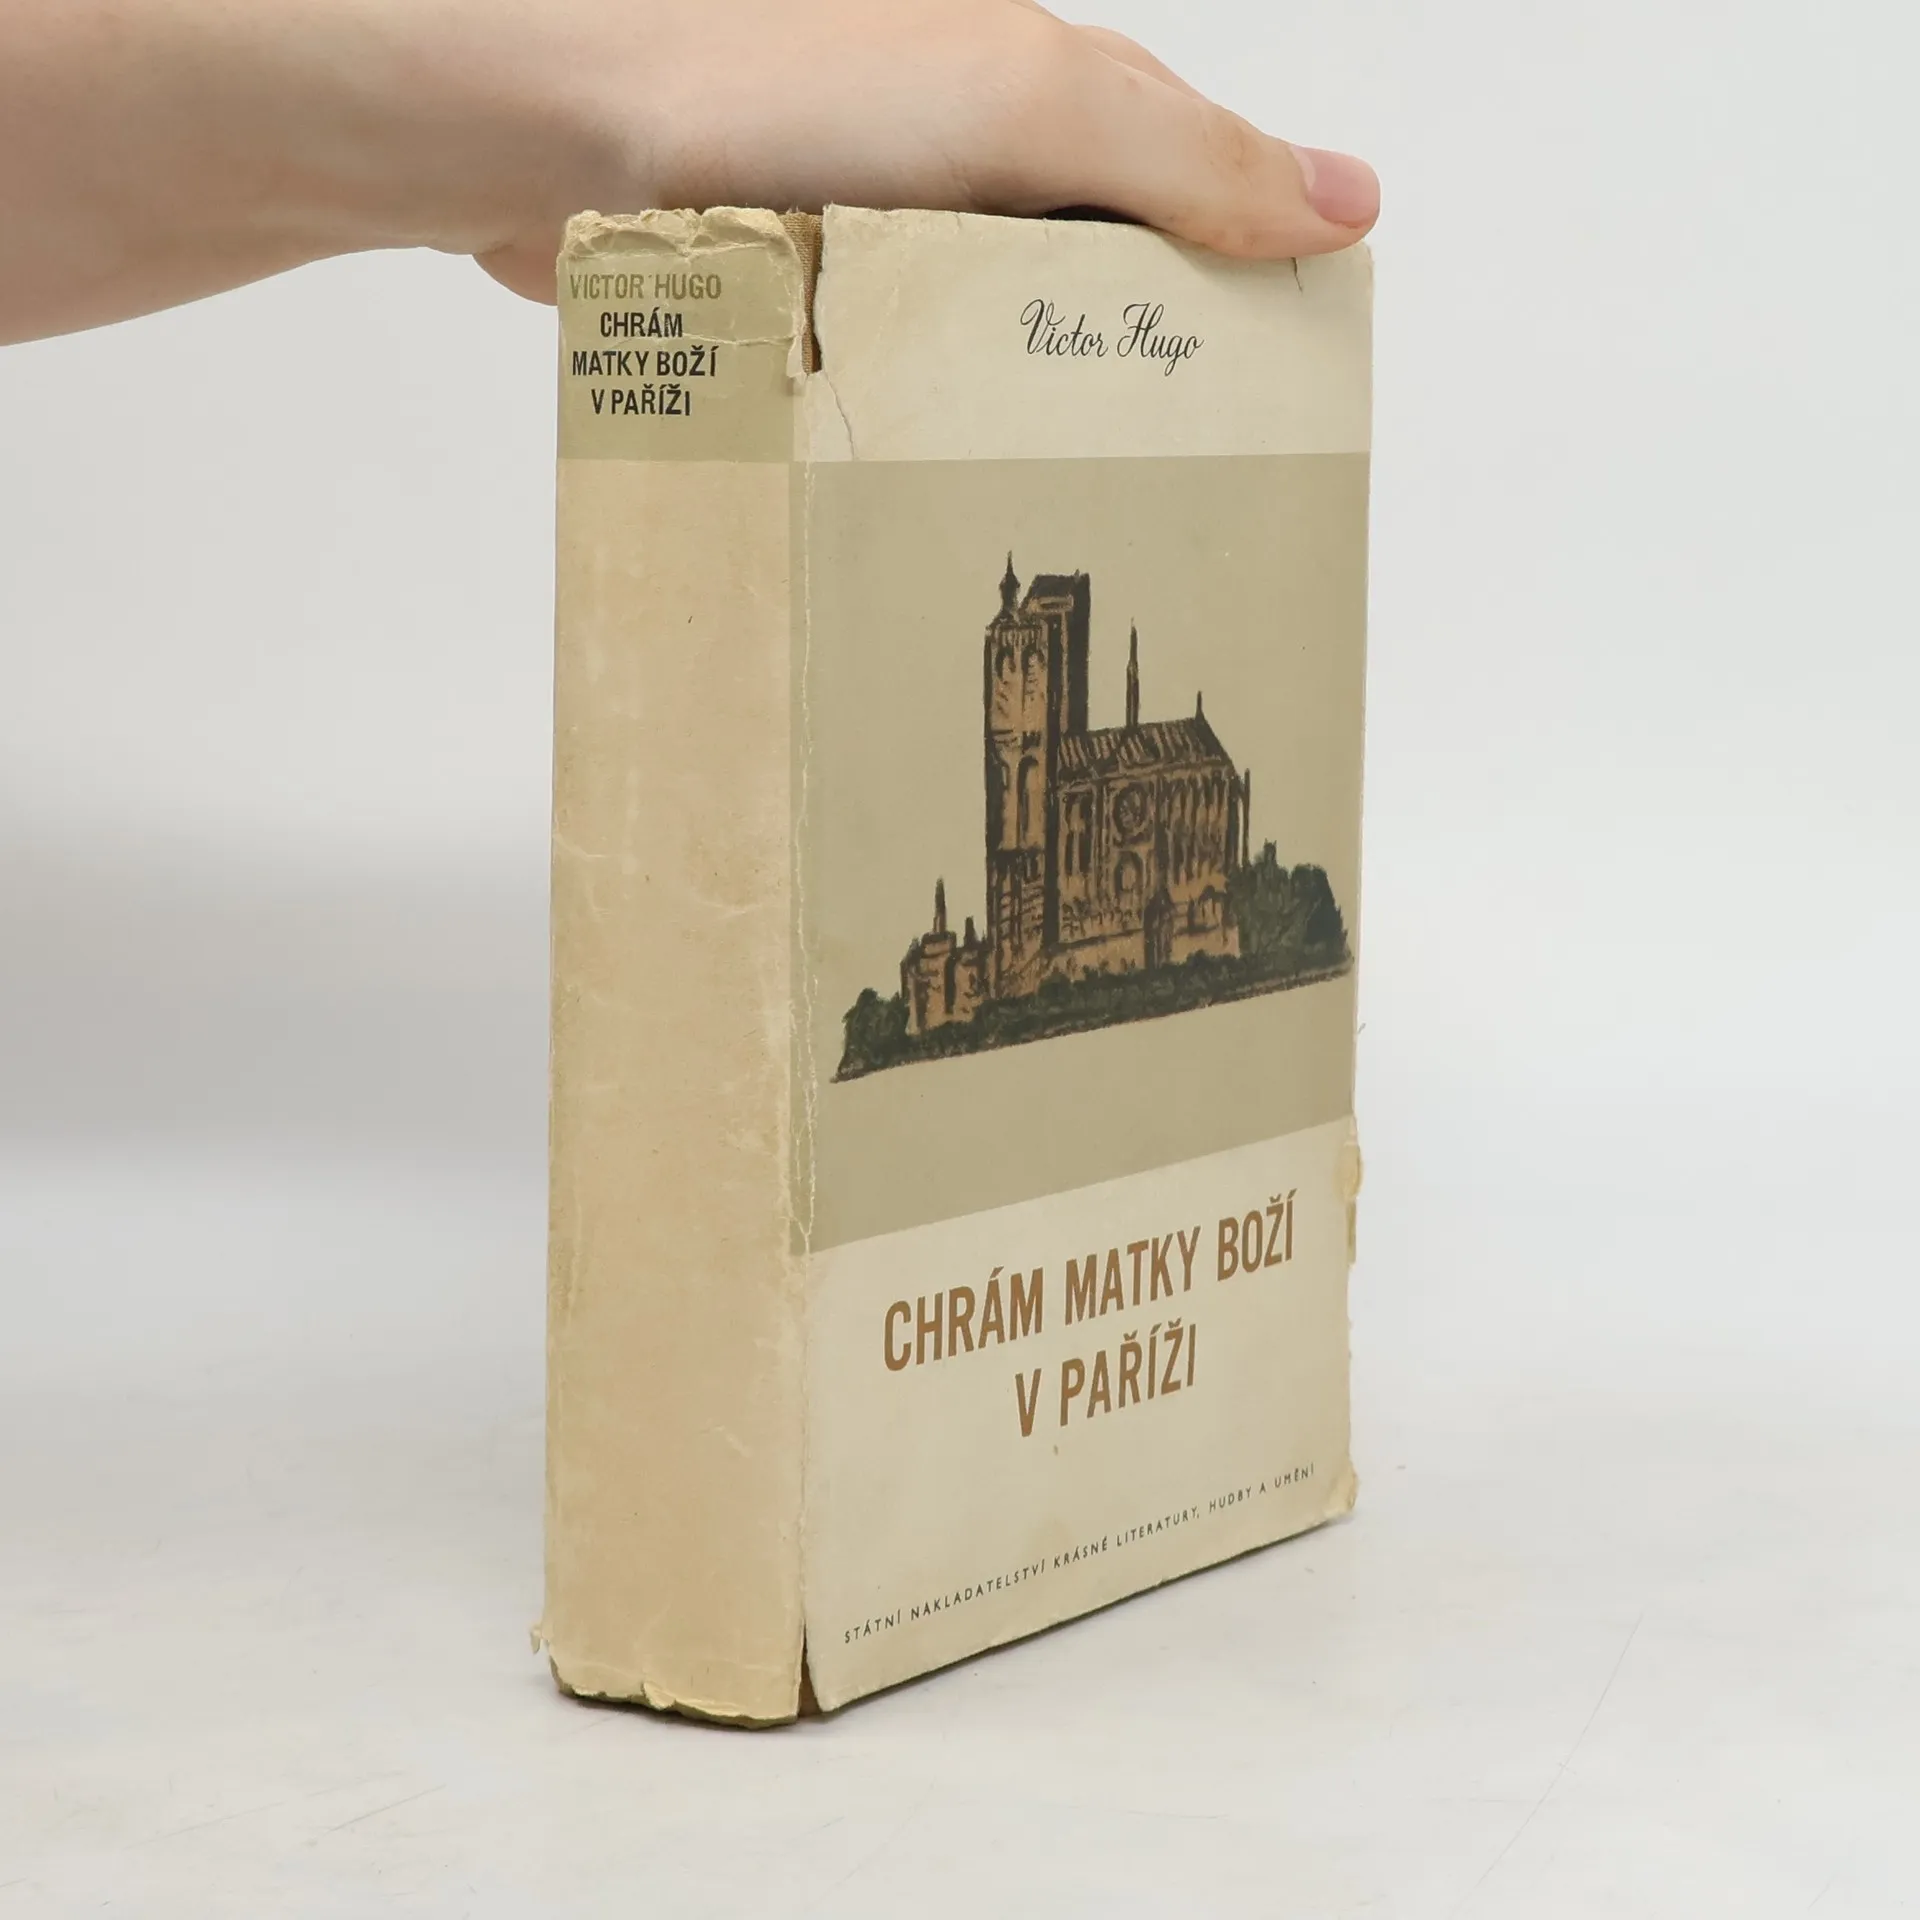 VICTOR HUGO
CHRÁM
MATKY BOŽÍ
V PAŘÍŽI
Victor Hugo
CHRÁM MATKY BOŽÍ
V PAŘÍŽI
STÁTNÍ NAKLADATELSTVÍ KRÁSNÉ LITERATURY, HUDBY A UMĚNÍ